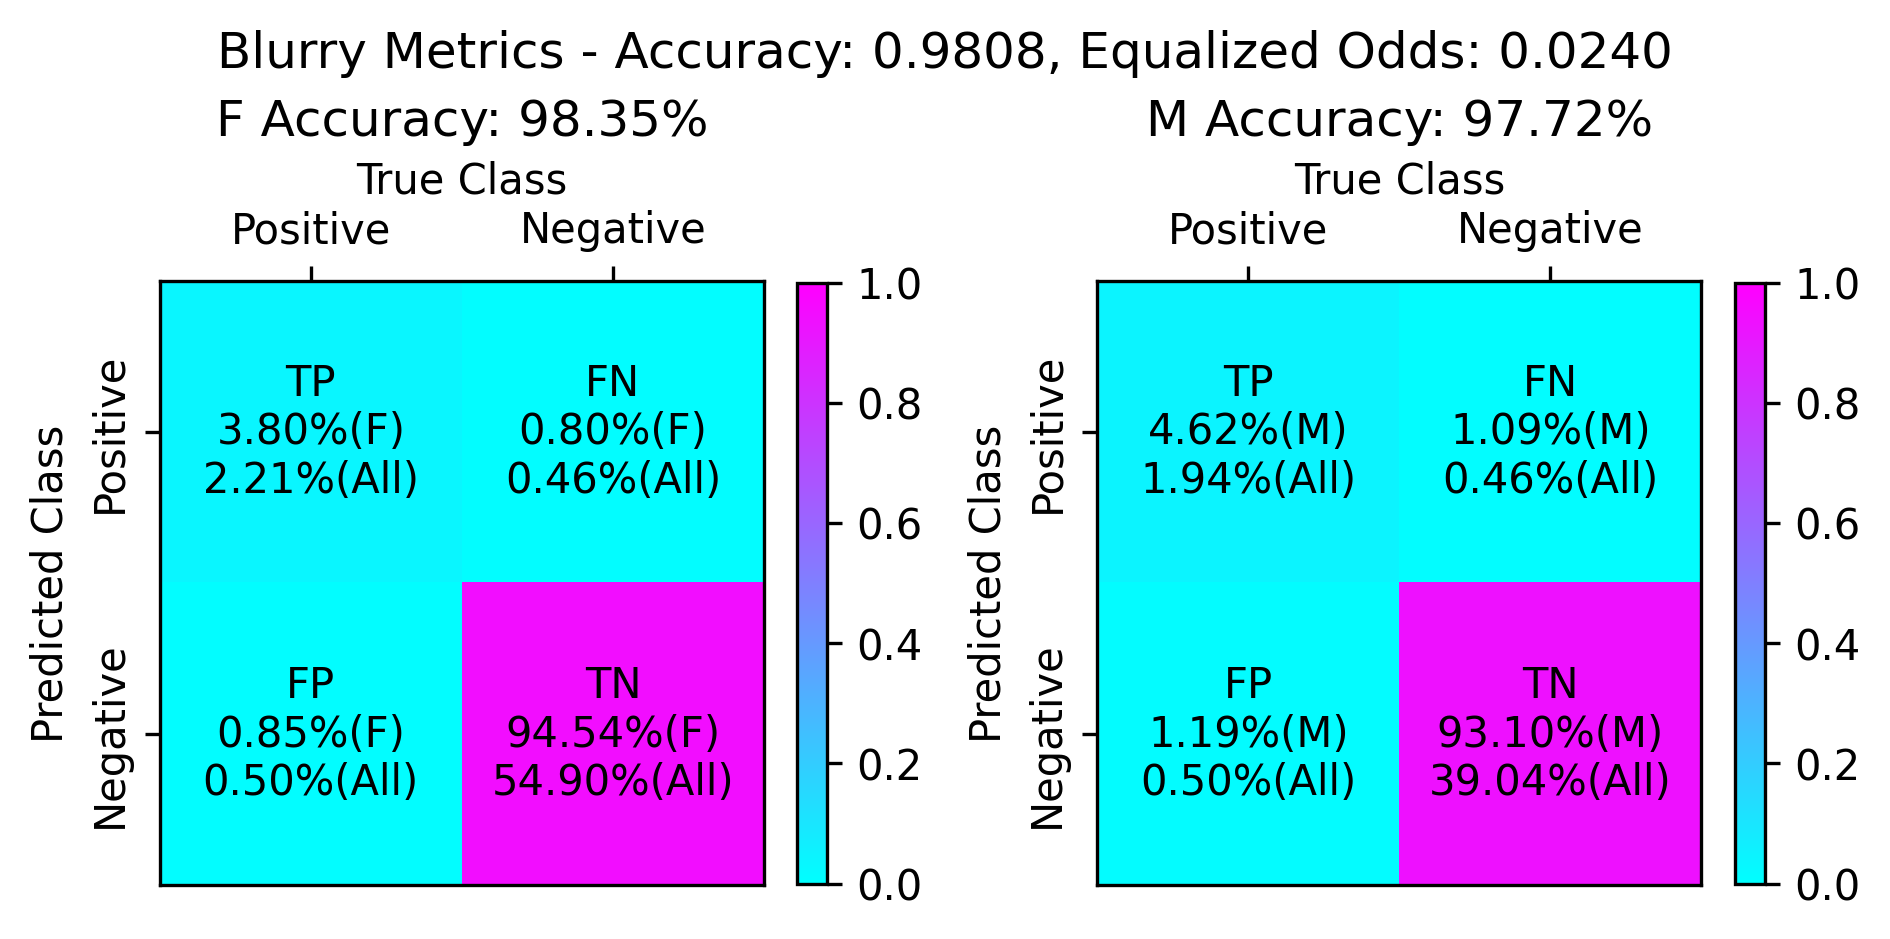 Blurry Metrics - Accuracy: 0.9808, Equalized Odds: 0.0240
F Accuracy: 98.35%
True Class
Positive Negative
Predicted Class
Positive
Negative
TP
3.80%(F)
2.21%(All)
FN
0.80%(F)
0.46%(All)
FP
0.85%(F)
0.50%(All)
TN
94.54%(F)
54.90%(All)
1.0
0.8
0.6
0.4
0.2
0.0
M Accuracy: 97.72%
True Class
Positive Negative
Predicted Class
Positive
Negative
TP
4.62%(M)
1.94%(All)
FN
1.09%(M)
0.46%(All)
FP
1.19%(M)
0.50%(All)
TN
93.10%(M)
39.04%(All)
1.0
0.8
0.6
0.4
0.2
0.0